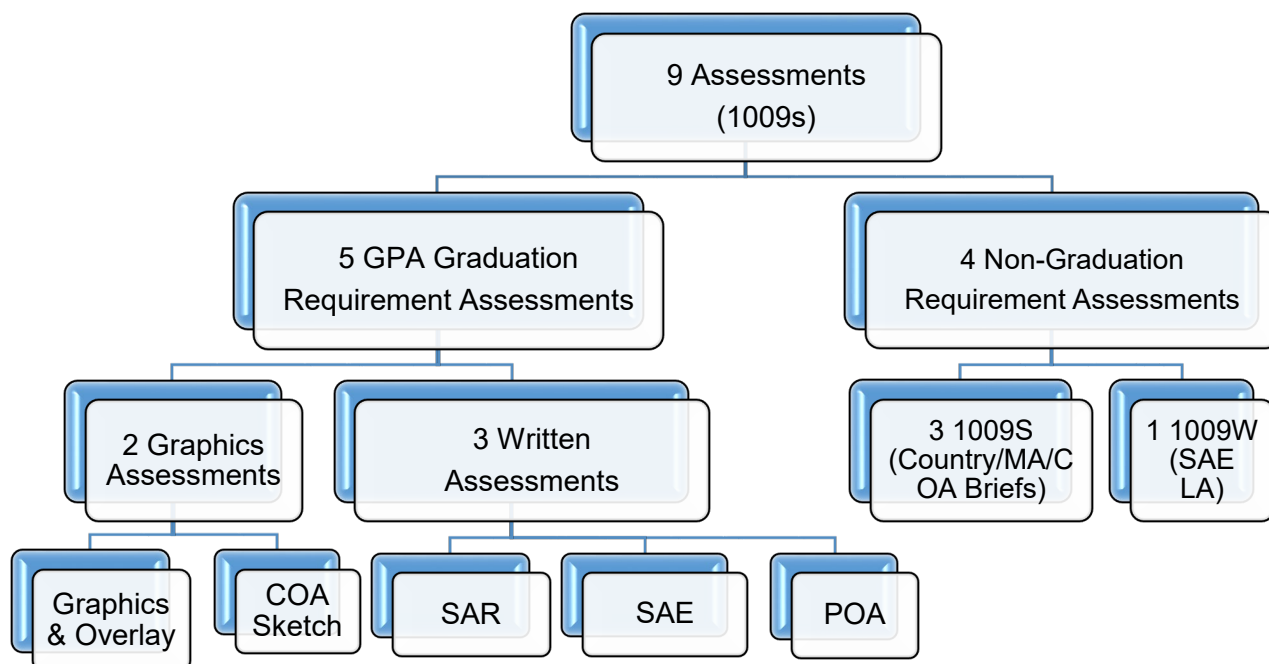 9 Assessments
(1009s)
5 GPA Graduation
Requirement Assessments
4 Non-Graduation
Requirement Assessments
2 Graphics
Assessments
3 Written
Assessments
3 1009S
(Country/MA/C
OA Briefs)
1 1009W
(SAE
LA)
Graphics
& Overlay
COA
Sketch
SAR
SAE
POA